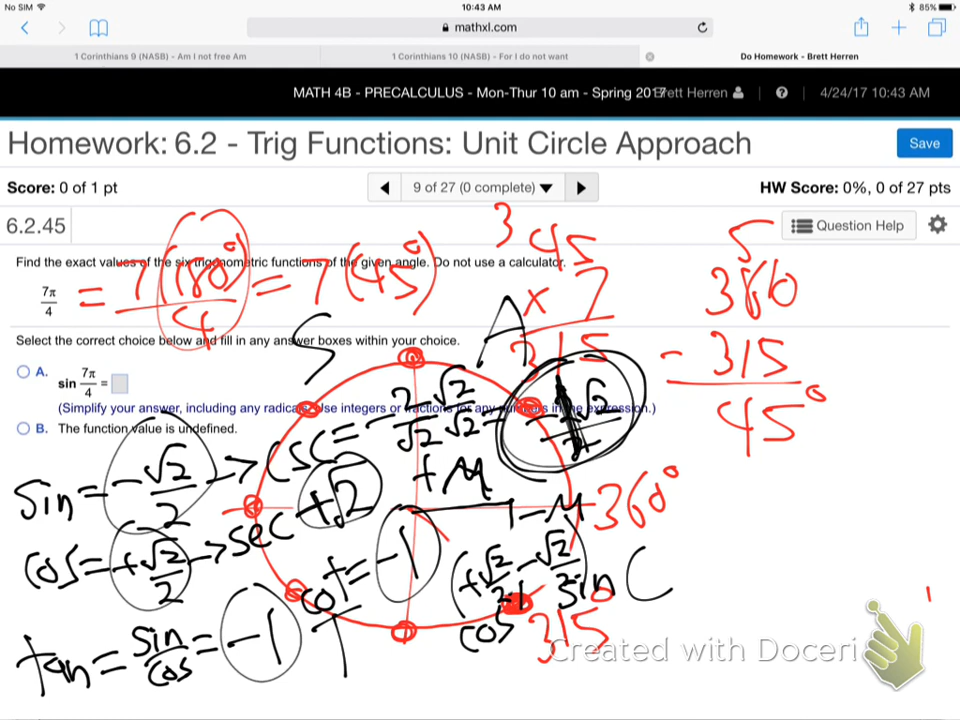 No SIM 10:43 AM 85%
mathxl.com
1 Corinthians 9 (NASB) - Am I not free Am
1 Corinthians 10 (NASB) - For I do not want
Do Homework - Brett Herren
MATH 4B - PRECALCULUS - Mon-Thur 10 am - Spring 2017
Brett Herren
4/24/17 10:43 AM
Homework: 6.2 - Trig Functions: Unit Circle Approach
Save
Score: 0 of 1 pt
9 of 27 (0 complete)
HW Score: 0%, 0 of 27 pts
6.2.45
Question Help
Find the exact values of the six trigonometric functions of the given angle. Do not use a calculator.
7π/4 = 7(180°)/4 = 7(45°)
3
45
x 7
315
5
360
- 315
45°
Select the correct choice below and fill in any answer boxes within your choice.
A. sin 7π/4 =
(Simplify your answer, including any radicals. Use integers or fractions for any numbers in the expression.)
B. The function value is undefined.
S A
sin = -√2/2 -> csc = -2/√2 √2/√2
+M
-M
360°
cos = +√2/2 -> sec +√2
cot = -1
(+√2/2, -√2/2)
cos sin
T C
tan = sin/cos = -1
315°
Created with Doceri